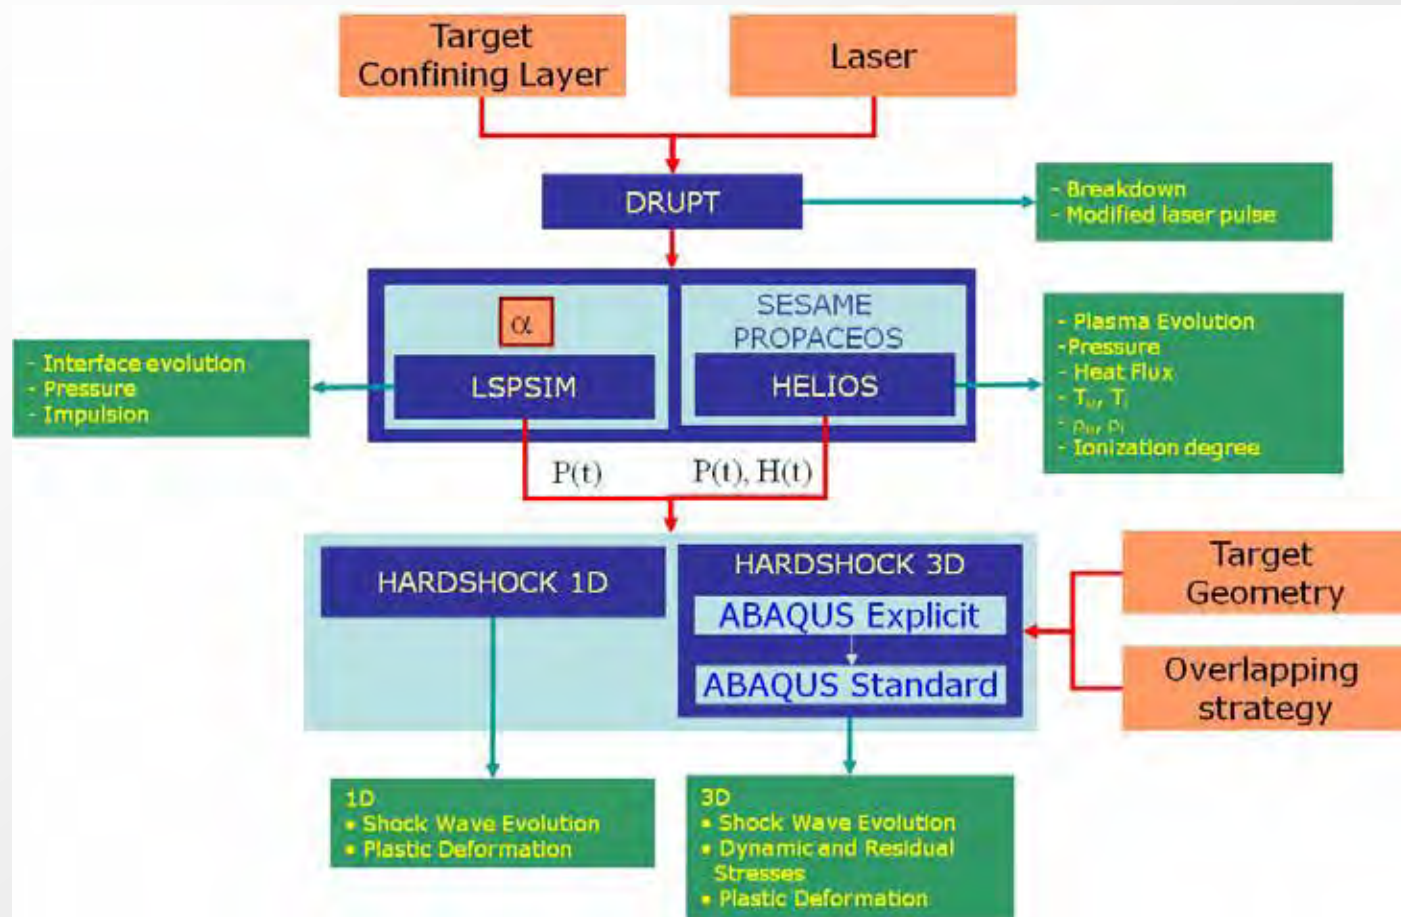 Target
Confining Layer
Laser
DRUPT
- Breakdown
- Modified laser pulse
α
SESAME
PROPACEOS
LSPSIM
HELIOS
- Interface evolution
- Pressure
- Impulsion
- Plasma Evolution
-Pressure
- Heat Flux
- Ionization degree
P(t)
P(t), H(t)
HARDSHOCK 1D
HARDSHOCK 3D
ABAQUS Explicit
ABAQUS Standard
Target
Geometry
Overlapping
strategy
1D
• Shock Wave Evolution
• Plastic Deformation
3D
• Shock Wave Evolution
• Dynamic and Residual
Stresses
• Plastic Deformation